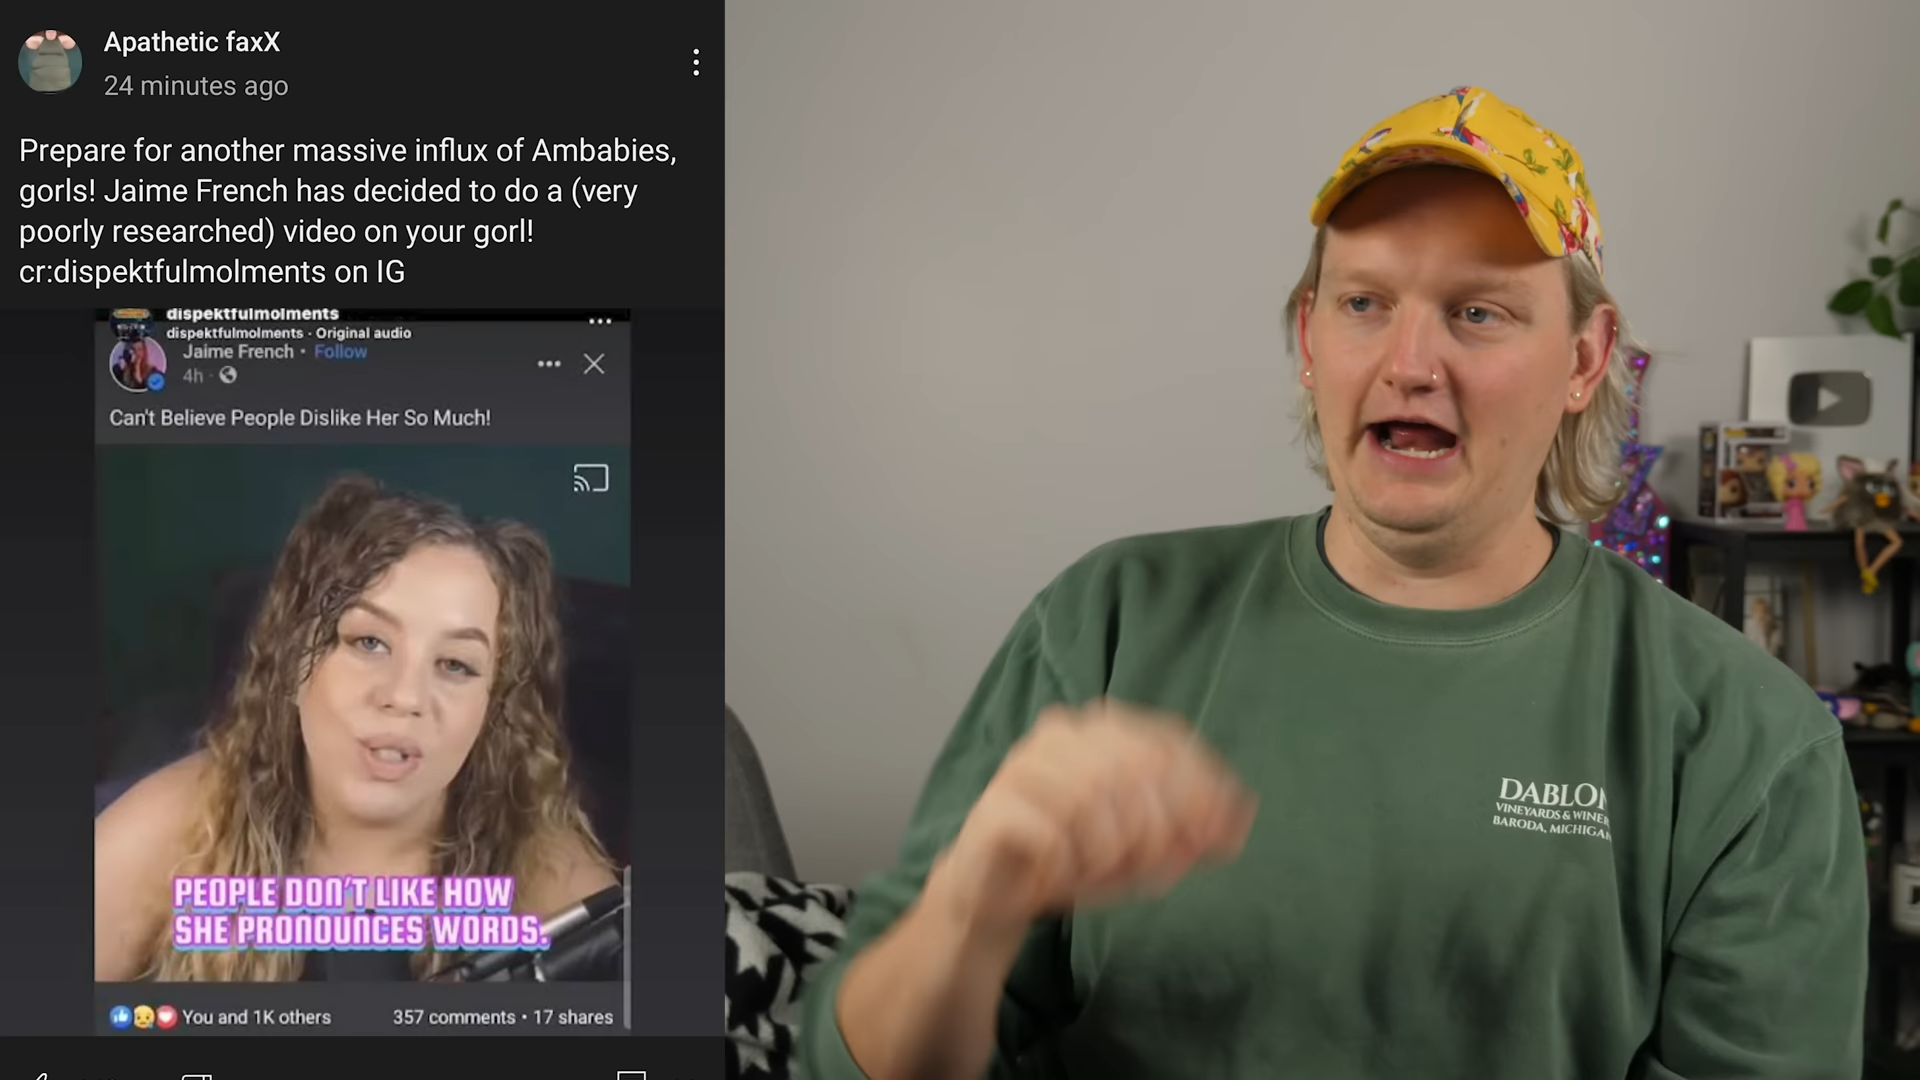 Apathetic faxX
24 minutes ago
Prepare for another massive influx of Ambabies,
gorls! Jaime French has decided to do a (very
poorly researched) video on your gorl!
cr:dispektfulmolments on IG
dispektfulmolments
dispektfulmolments · Original audio
Jaime French · Follow
4h ·
Can't Believe People Dislike Her So Much!
PEOPLE DON'T LIKE HOW
SHE PRONOUNCES WORDS.
You and 1K others
357 comments · 17 shares
DABLON
VINEYARDS & WINER
BARODA, MICHIGA